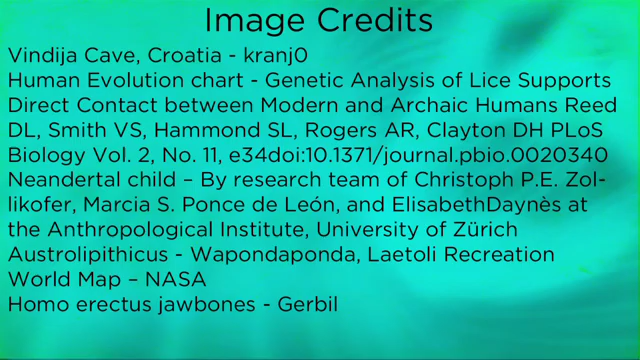 Image Credits
Vindija Cave, Croatia - kranj0
Human Evolution chart - Genetic Analysis of Lice Supports
Direct Contact between Modern and Archaic Humans Reed
DL, Smith VS, Hammond SL, Rogers AR, Clayton DH PLoS
Biology Vol. 2, No. 11, e34doi:10.1371/journal.pbio.0020340
Neandertal child – By research team of Christoph P.E. Zol-
likofer, Marcia S. Ponce de León, and ElisabethDaynès at
the Anthropological Institute, University of Zürich
Austrolipithicus - Wapondaponda, Laetoli Recreation
World Map – NASA
Homo erectus jawbones - Gerbil